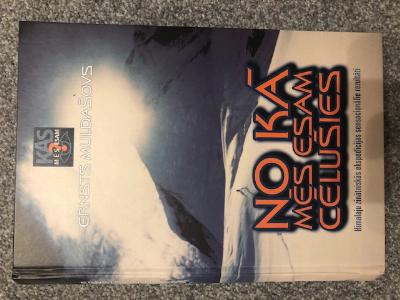 KAS
?
MĒS ESAM
ERNESTS MULDAŠOVS
NO KĀ
MĒS ESAM
CĒLUŠIES
Himalaju zinātniskās ekspedīcijas sensacionālie rezultāti